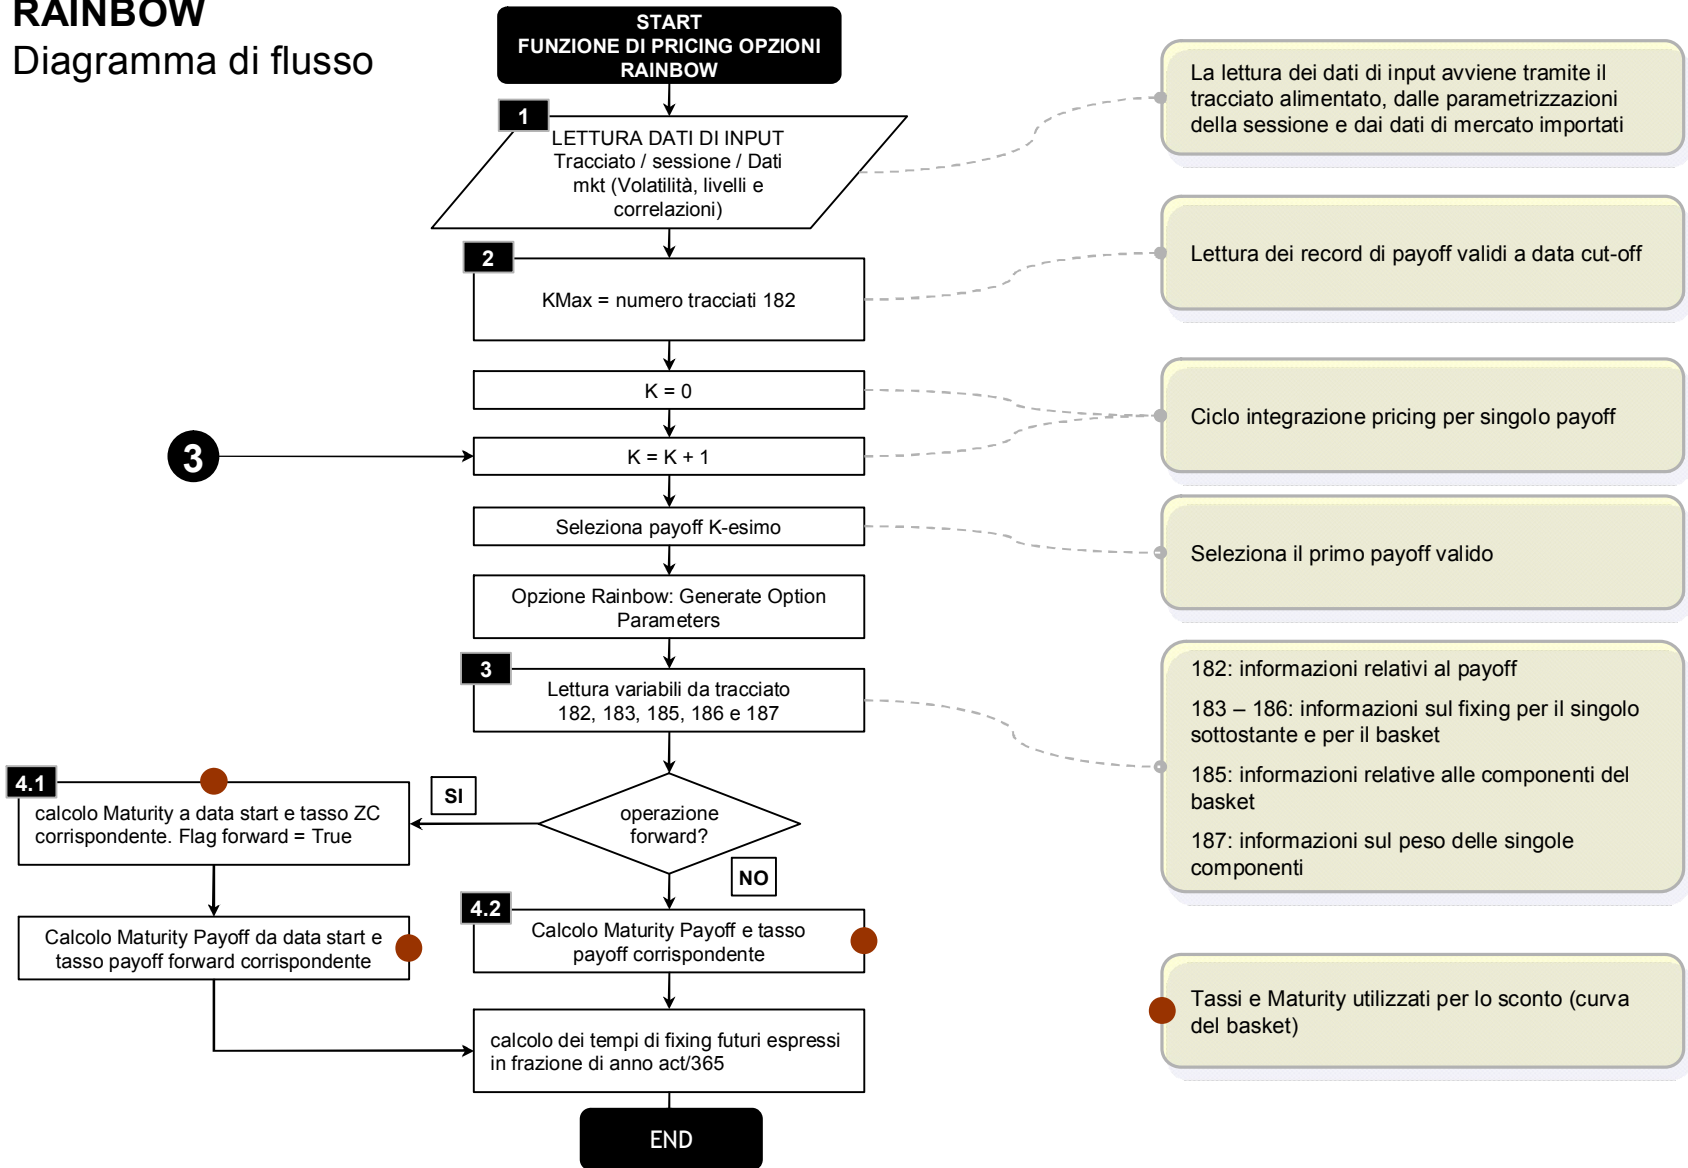 RAINBOW
Diagramma di flusso
START
FUNZIONE DI PRICING OPZIONI
RAINBOW
1
LETTURA DATI DI INPUT
Tracciato / sessione / Dati
mkt (Volatilità, livelli e
correlazioni)
La lettura dei dati di input avviene tramite il
tracciato alimentato, dalle parametrizzazioni
della sessione e dai dati di mercato importati
2
KMax = numero tracciati 182
Lettura dei record di payoff validi a data cut-off
K = 0
3
K = K + 1
Ciclo integrazione pricing per singolo payoff
Seleziona payoff K-esimo
Seleziona il primo payoff valido
Opzione Rainbow: Generate Option
Parameters
3
Lettura variabili da tracciato
182, 183, 185, 186 e 187
182: informazioni relativi al payoff
183 – 186: informazioni sul fixing per il singolo
sottostante e per il basket
185: informazioni relative alle componenti del
basket
187: informazioni sul peso delle singole
componenti
operazione
forward?
SI
4.1
calcolo Maturity a data start e tasso ZC
corrispondente. Flag forward = True
NO
Calcolo Maturity Payoff da data start e
tasso payoff forward corrispondente
4.2
Calcolo Maturity Payoff e tasso
payoff corrispondente
Tassi e Maturity utilizzati per lo sconto (curva
del basket)
calcolo dei tempi di fixing futuri espressi
in frazione di anno act/365
END